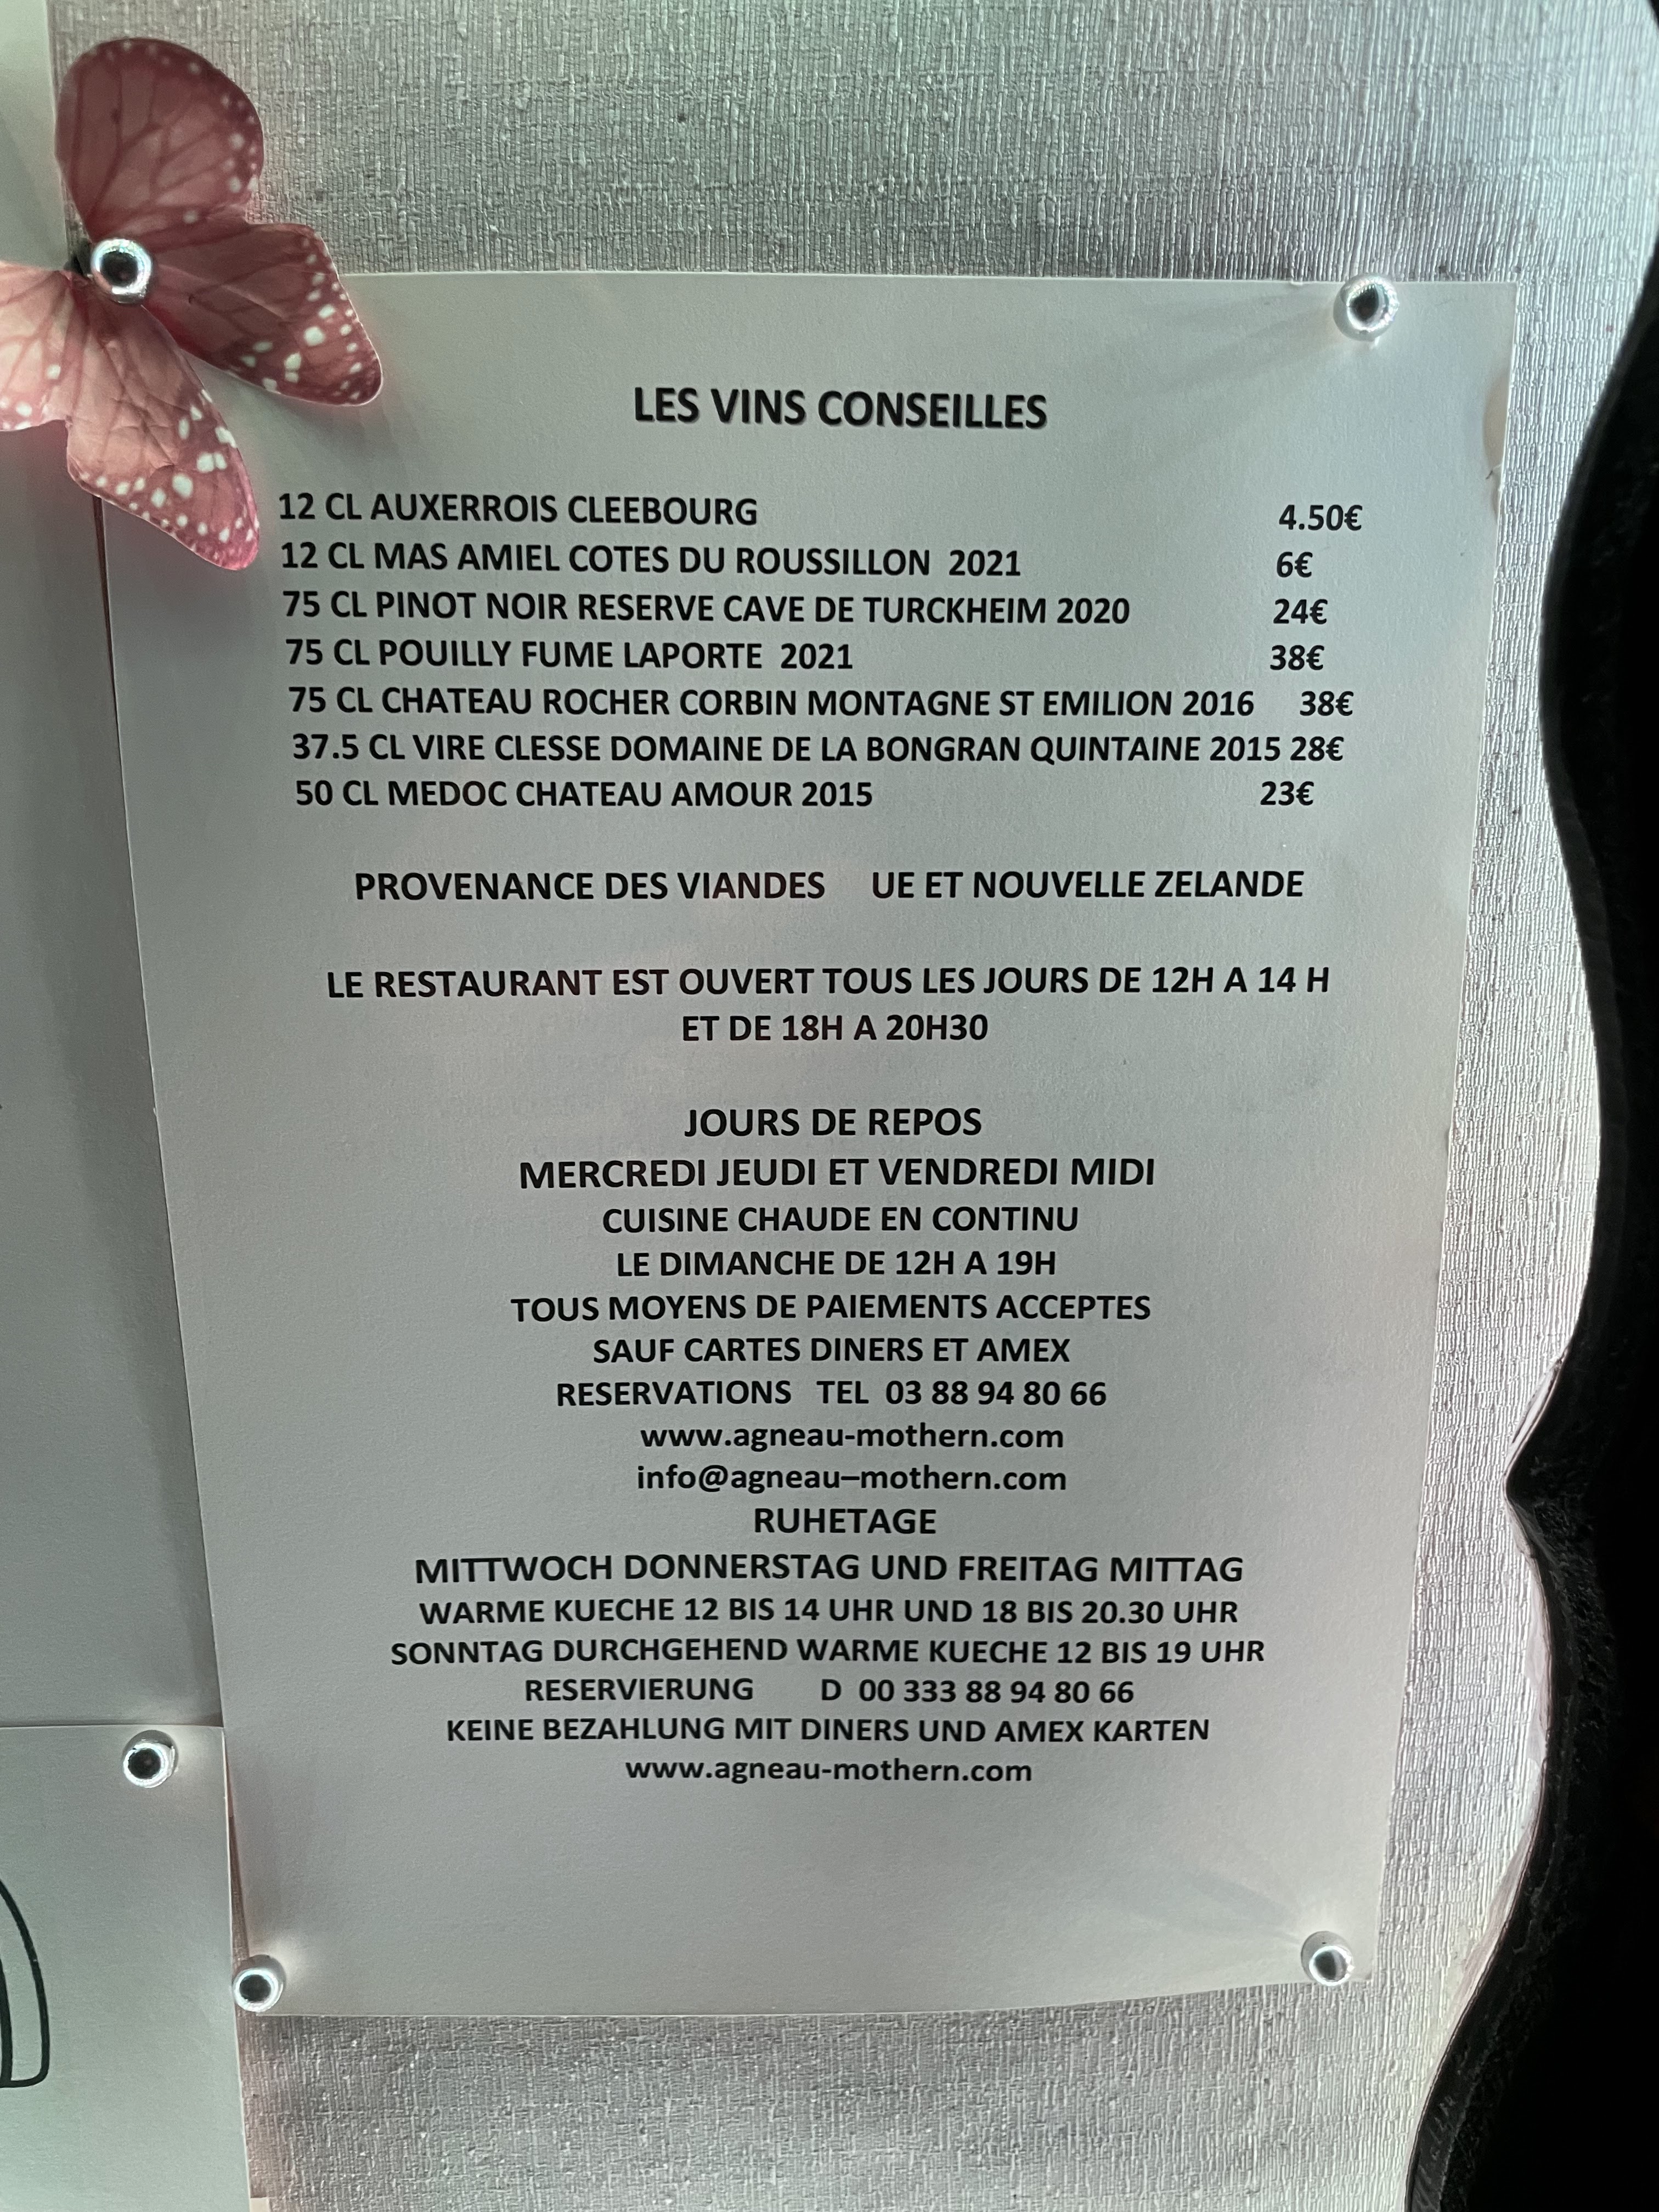 LES VINS CONSEILLES
12 CL AUXERROIS CLEEBOURG 4.50€
12 CL MAS AMIEL COTES DU ROUSSILLON 2021 6€
75 CL PINOT NOIR RESERVE CAVE DE TURCKHEIM 2020 24€
75 CL POUILLY FUME LAPORTE 2021 38€
75 CL CHATEAU ROCHER CORBIN MONTAGNE ST EMILION 2016 38€
37.5 CL VIRE CLESSE DOMAINE DE LA BONGRAN QUINTAINE 2015 28€
50 CL MEDOC CHATEAU AMOUR 2015 23€
PROVENANCE DES VIANDES UE ET NOUVELLE ZELANDE
LE RESTAURANT EST OUVERT TOUS LES JOURS DE 12H A 14 H
ET DE 18H A 20H30
JOURS DE REPOS
MERCREDI JEUDI ET VENDREDI MIDI
CUISINE CHAUDE EN CONTINU
LE DIMANCHE DE 12H A 19H
TOUS MOYENS DE PAIEMENTS ACCEPTES
SAUF CARTES DINERS ET AMEX
RESERVATIONS TEL 03 88 94 80 66
www.agneau-mothern.com
info@agneau–mothern.com
RUHETAGE
MITTWOCH DONNERSTAG UND FREITAG MITTAG
WARME KUECHE 12 BIS 14 UHR UND 18 BIS 20.30 UHR
SONNTAG DURCHGEHEND WARME KUECHE 12 BIS 19 UHR
RESERVIERUNG D 00 333 88 94 80 66
KEINE BEZAHLUNG MIT DINERS UND AMEX KARTEN
www.agneau-mothern.com